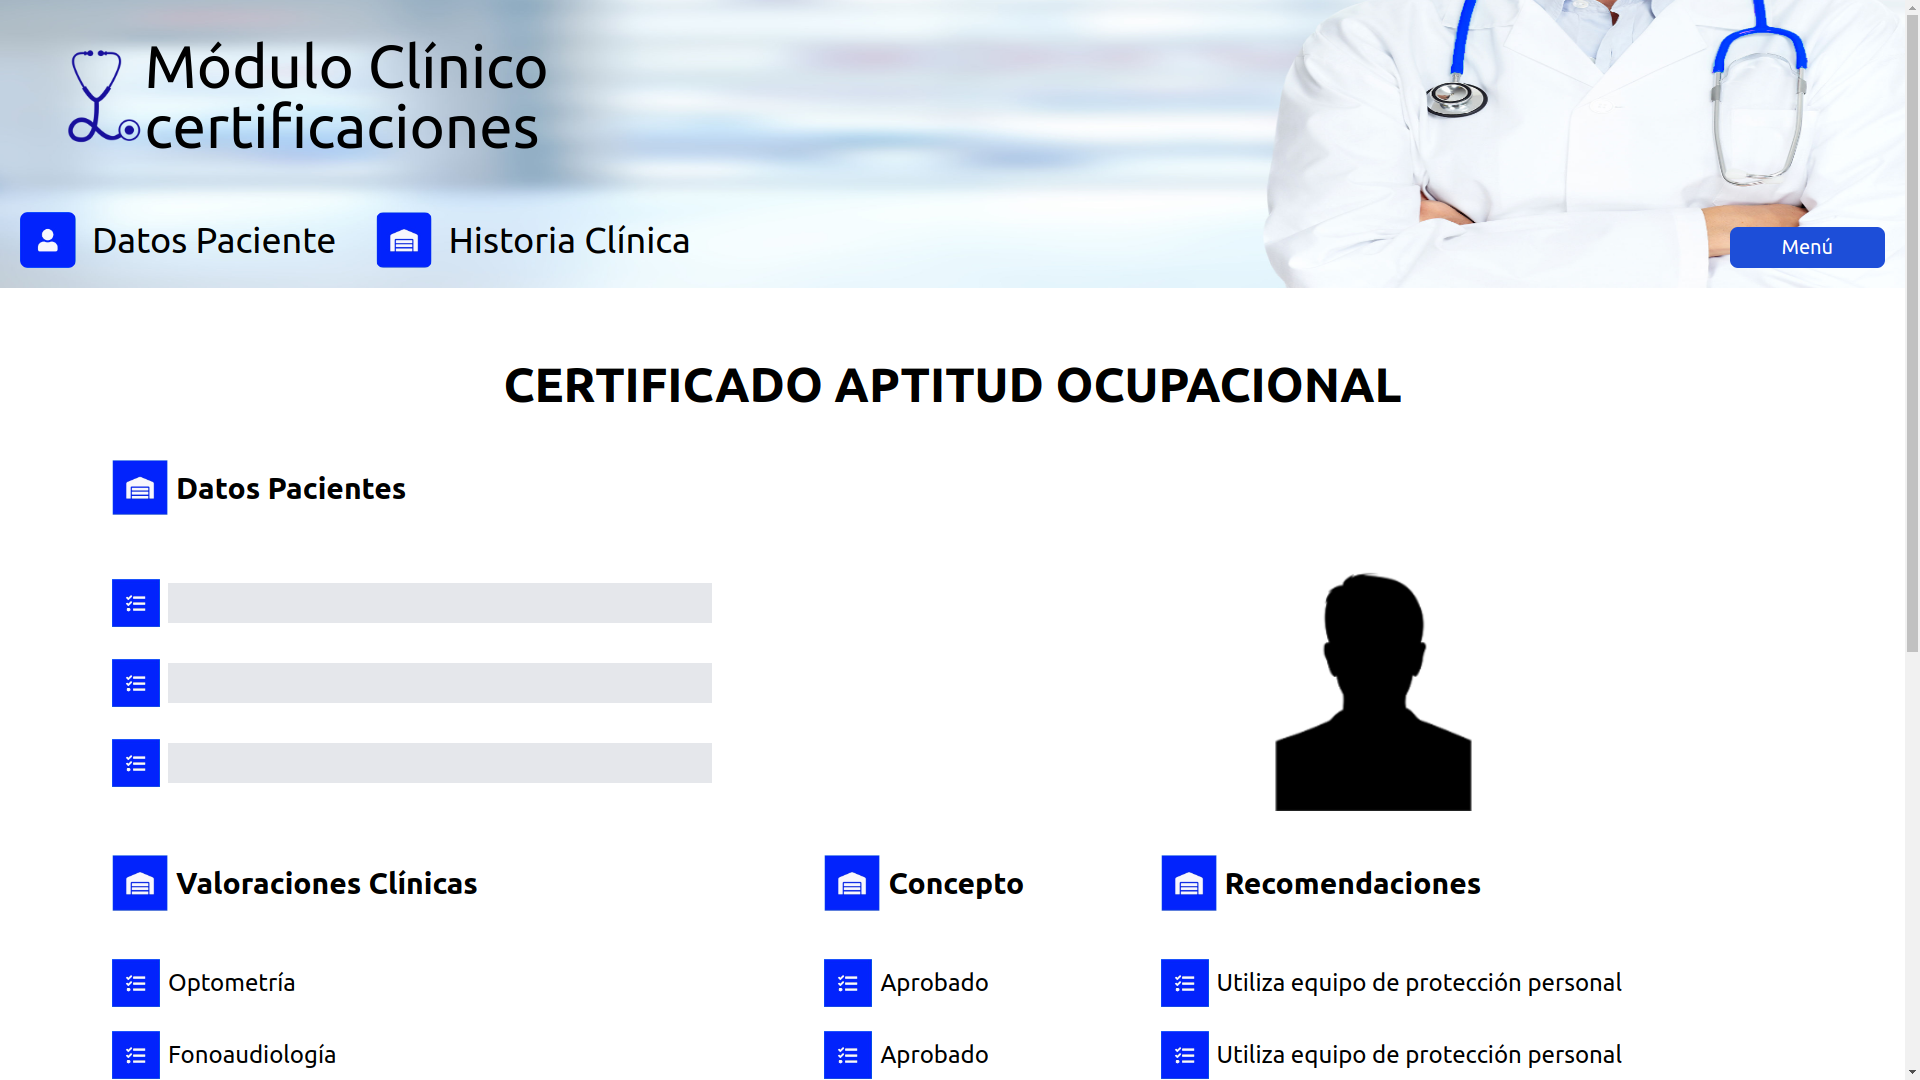 Módulo Clínico
certificaciones
Datos Paciente
Historia Clínica
Menú
CERTIFICADO APTITUD OCUPACIONAL
Datos Pacientes
Valoraciones Clínicas
Concepto
Recomendaciones
Optometría
Aprobado
Utiliza equipo de protección personal
Fonoaudiología
Aprobado
Utiliza equipo de protección personal